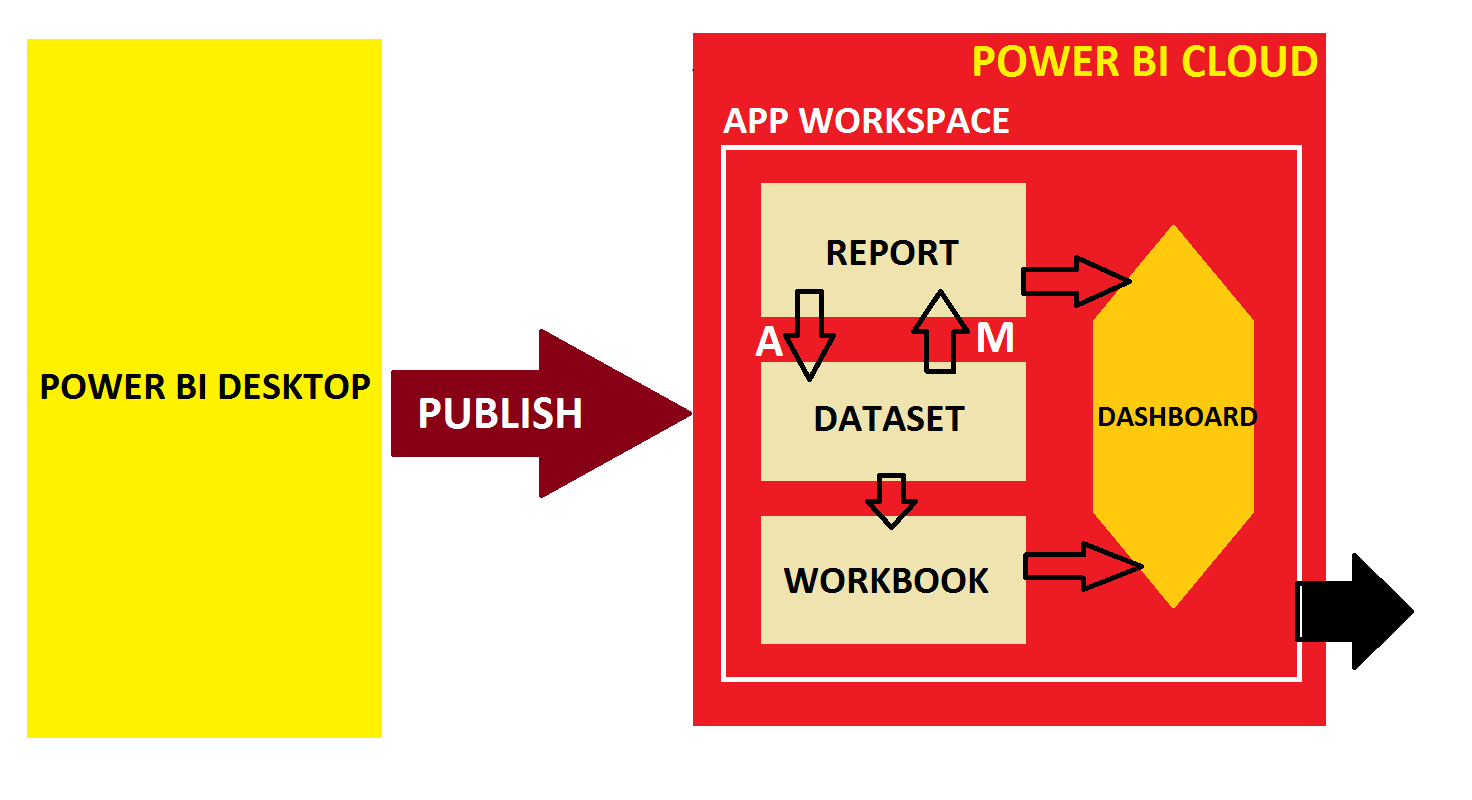 POWER BI CLOUD
APP WORKSPACE
REPORT
A
M
POWER BI DESKTOP
PUBLISH
DATASET
DASHBOARD
WORKBOOK